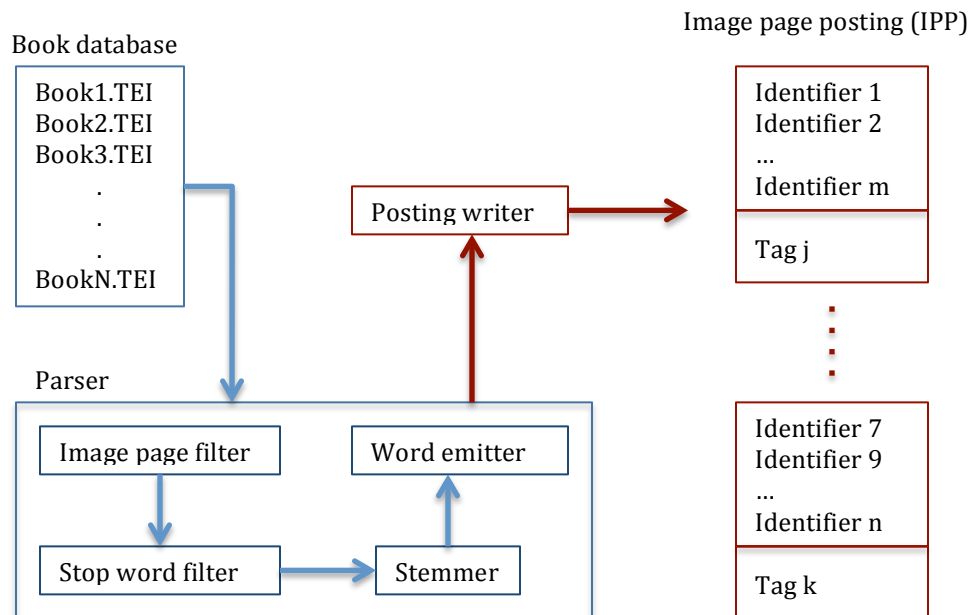 Image page posting (IPP)
Book database
Book1.TEI
Book2.TEI
Book3.TEI
.
.
.
BookN.TEI
Posting writer
Identifier 1
Identifier 2
...
Identifier m
Tag j
Parser
Image page filter
Word emitter
Stop word filter
Stemmer
Identifier 7
Identifier 9
...
Identifier n
Tag k